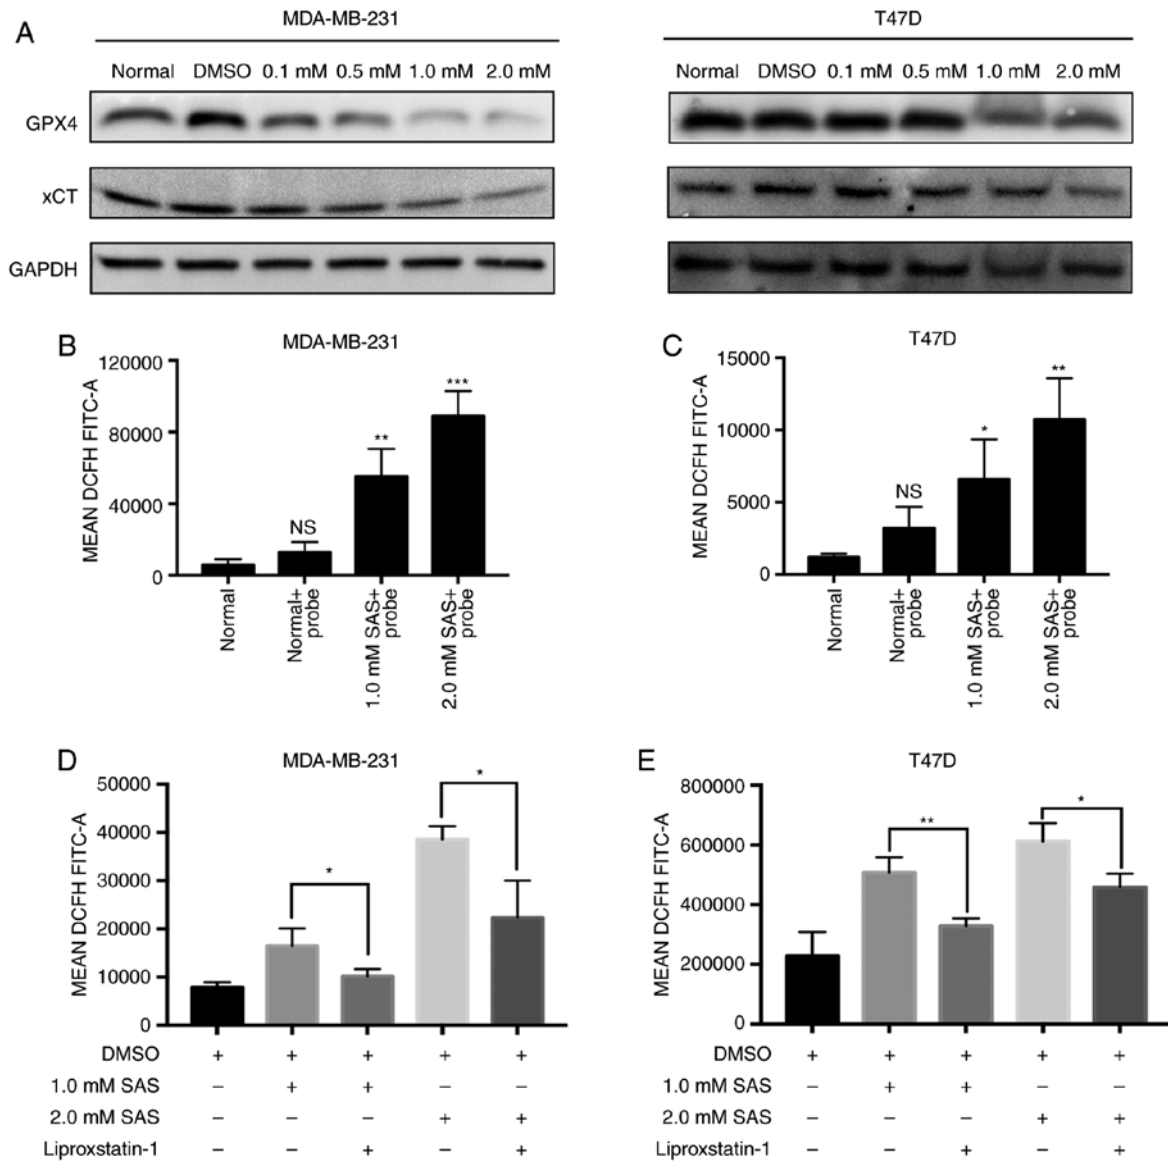 A
MDA-MB-231
T47D
Normal DMSO 0.1 mM 0.5 mM 1.0 mM 2.0 mM
Normal DMSO 0.1 mM 0.5 mM 1.0 mM 2.0 mM
GPX4
xCT
GAPDH
B
MDA-MB-231
MEAN DCFH FITC-A
120000
80000
40000
0
NS
**
***
Normal
Normal+
probe
1.0 mM SAS+
probe
2.0 mM SAS+
probe
C
T47D
MEAN DCFH FITC-A
15000
10000
5000
0
NS
*
**
Normal
Normal+
probe
1.0 mM SAS+
probe
2.0 mM SAS+
probe
D
MDA-MB-231
MEAN DCFH FITC-A
50000
40000
30000
20000
10000
0
*
*
DMSO + + + + +
1.0 mM SAS – + + – –
2.0 mM SAS – – – + +
Liproxstatin-1 – – + – +
E
T47D
MEAN DCFH FITC-A
800000
600000
400000
200000
0
**
*
DMSO + + + + +
1.0 mM SAS – + + – –
2.0 mM SAS – – – + +
Liproxstatin-1 – – + – +